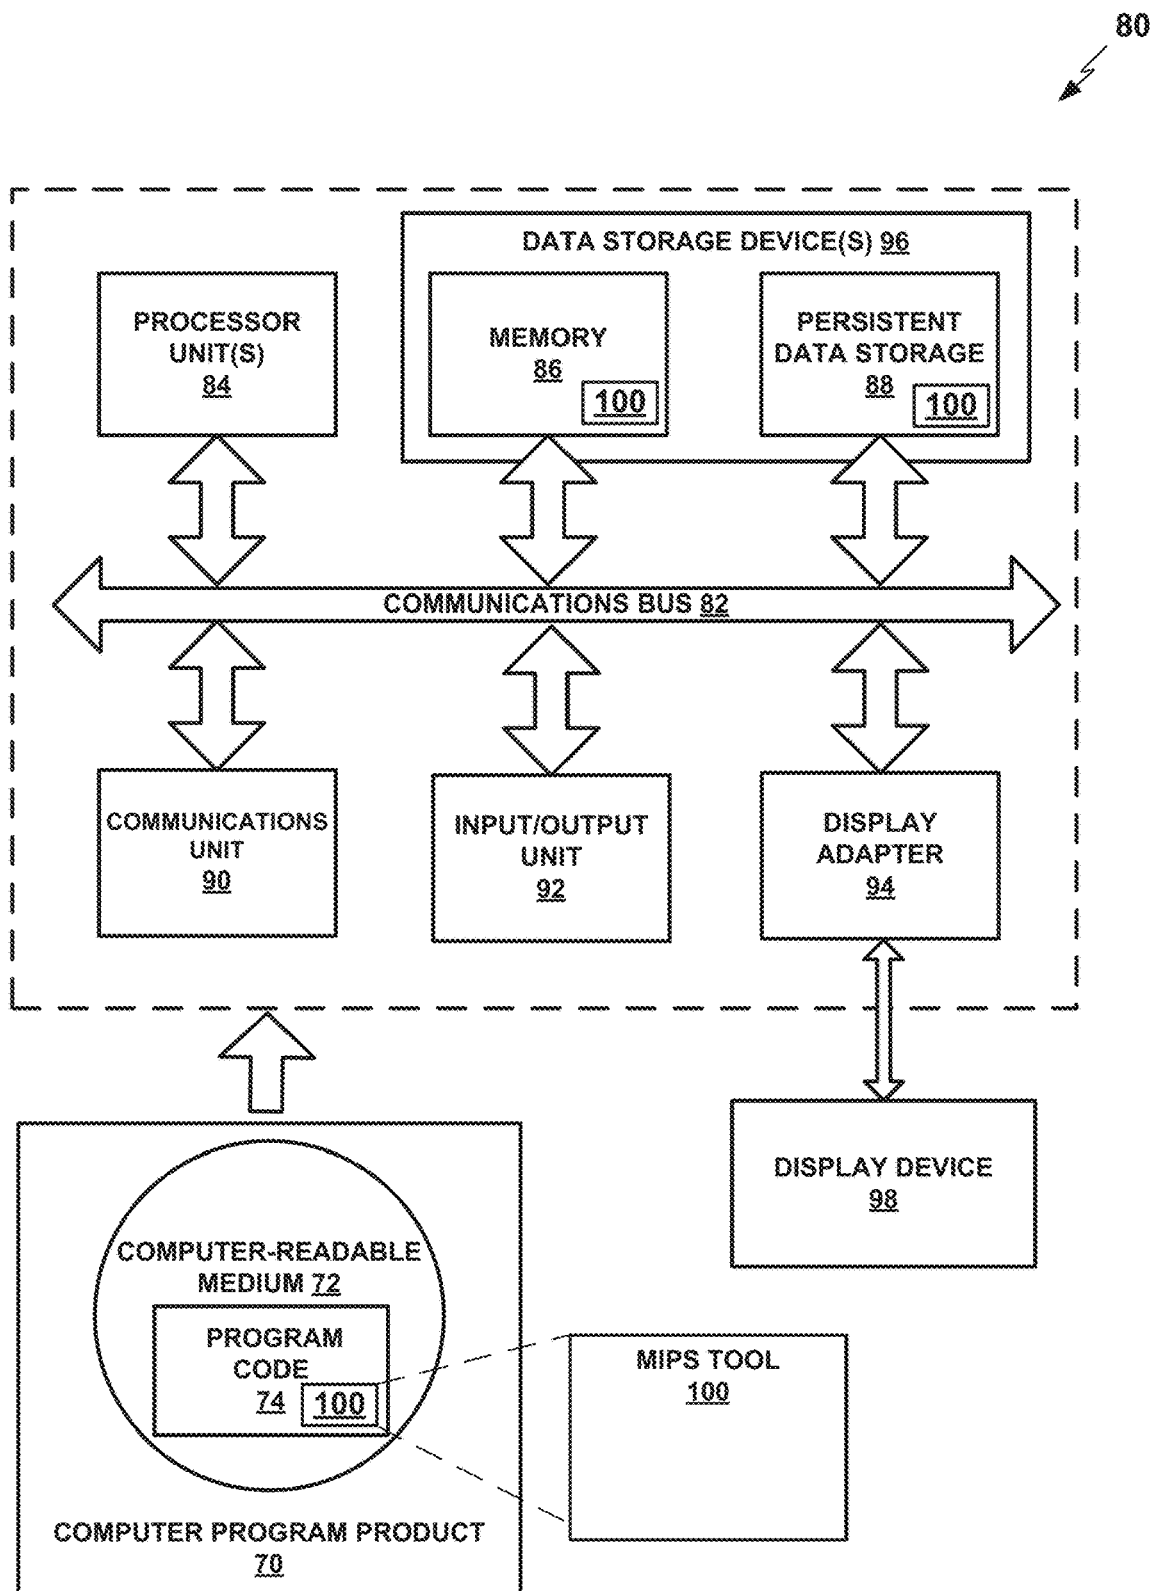 80
DATA STORAGE DEVICE(S) 96
PROCESSOR
UNIT(S)
84
MEMORY
86
100
PERSISTENT
DATA STORAGE
88
100
COMMUNICATIONS BUS 82
COMMUNICATIONS
UNIT
90
INPUT/OUTPUT
UNIT
92
DISPLAY
ADAPTER
94
DISPLAY DEVICE
98
COMPUTER-READABLE
MEDIUM 72
PROGRAM
CODE
74
100
MIPS TOOL
100
COMPUTER PROGRAM PRODUCT
70